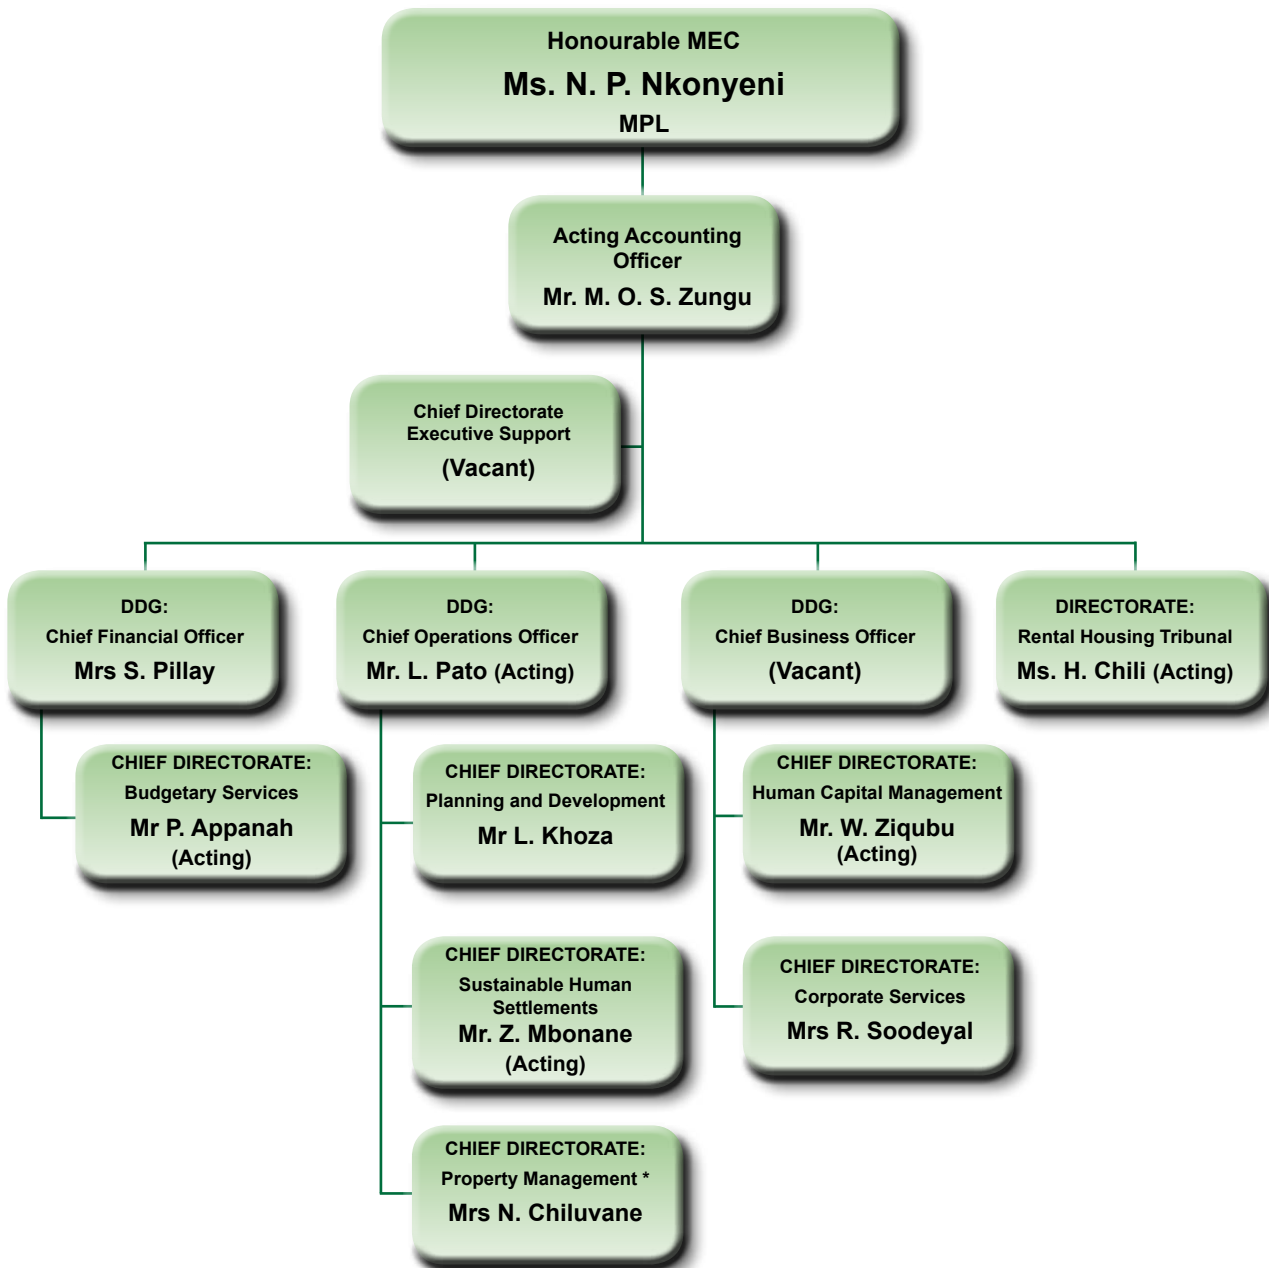 Honourable MEC
Ms. N. P. Nkonyeni
MPL
Acting Accounting
Officer
Mr. M. O. S. Zungu
Chief Directorate
Executive Support
(Vacant)
DDG:
Chief Financial Officer
Mrs S. Pillay
DDG:
Chief Operations Officer
Mr. L. Pato (Acting)
DDG:
Chief Business Officer
(Vacant)
DIRECTORATE:
Rental Housing Tribunal
Ms. H. Chili (Acting)
CHIEF DIRECTORATE:
Budgetary Services
Mr P. Appanah
(Acting)
CHIEF DIRECTORATE:
Planning and Development
Mr L. Khoza
CHIEF DIRECTORATE:
Human Capital Management
Mr. W. Ziqubu
(Acting)
CHIEF DIRECTORATE:
Sustainable Human
Settlements
Mr. Z. Mbonane
(Acting)
CHIEF DIRECTORATE:
Corporate Services
Mrs R. Soodeyal
CHIEF DIRECTORATE:
Property Management *
Mrs N. Chiluvane